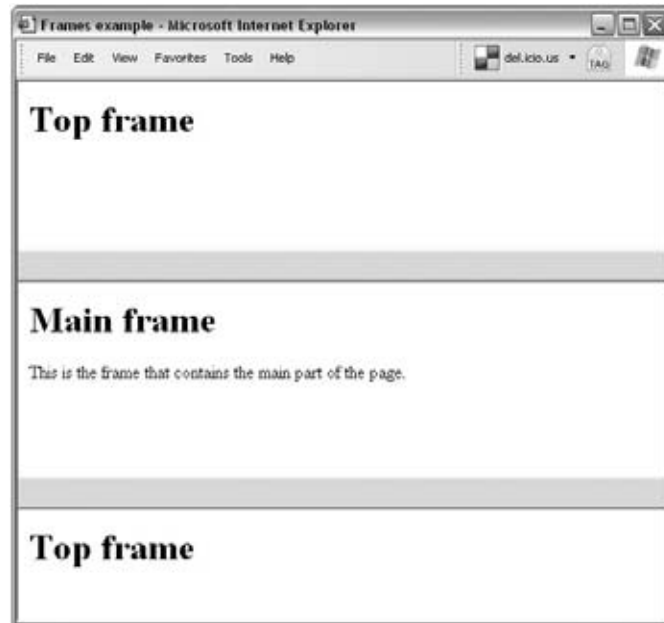 Frames example - Microsoft Internet Explorer
File Edit View Favorites Tools Help
del.icio.us
TAG
Top frame
Main frame
This is the frame that contains the main part of the page.
Top frame